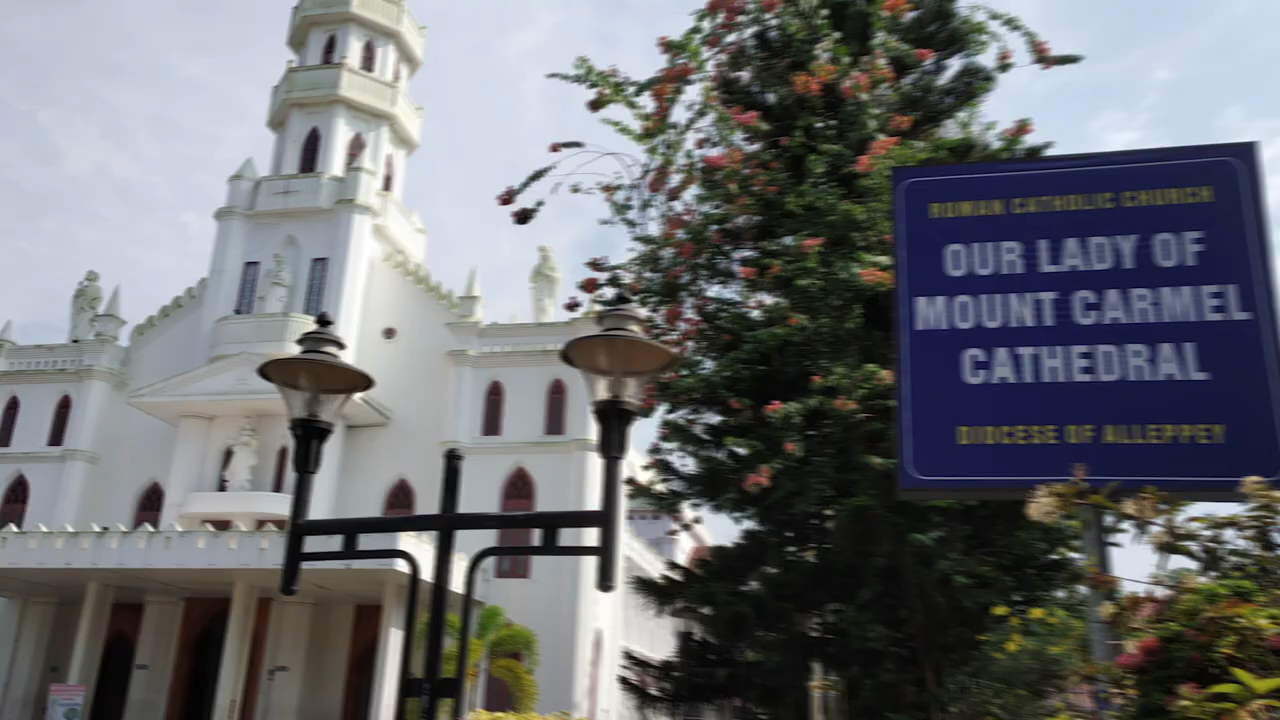 ROMAN CATHOLIC CHURCH
OUR LADY OF
MOUNT CARMEL
CATHEDRAL
DIOCESE OF ALLEPPEY